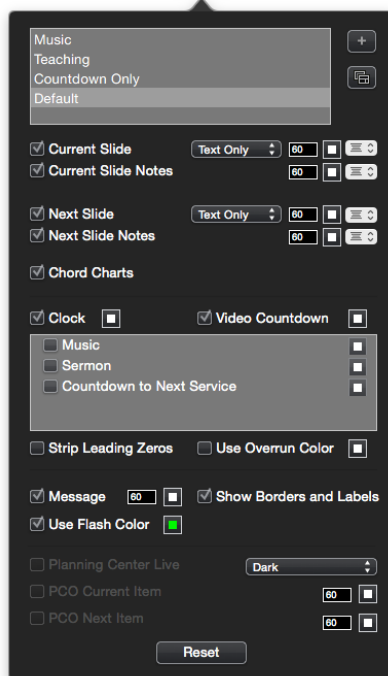 Music
Teaching
Countdown Only
Default
+
Current Slide Text Only 60
Current Slide Notes 60
Next Slide Text Only 60
Next Slide Notes 60
Chord Charts
Clock Video Countdown
Music
Sermon
Countdown to Next Service
Strip Leading Zeros Use Overrun Color
Message 60 Show Borders and Labels
Use Flash Color
Planning Center Live Dark
PCO Current Item 60
PCO Next Item 60
Reset